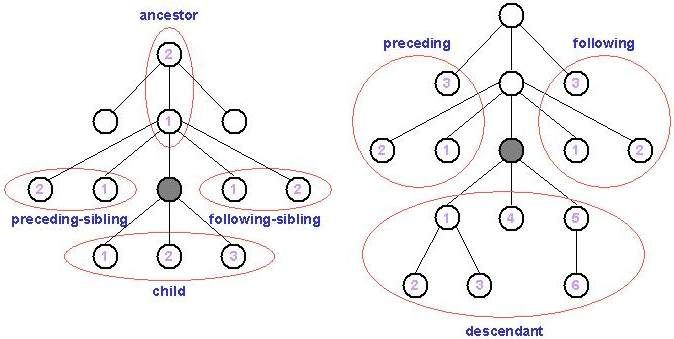 ancestor
2
1
2 1 1 2
preceding-sibling following-sibling
1 2 3
child
preceding following
3 3
2 1 1 2
1 4 5
2 3 6
descendant